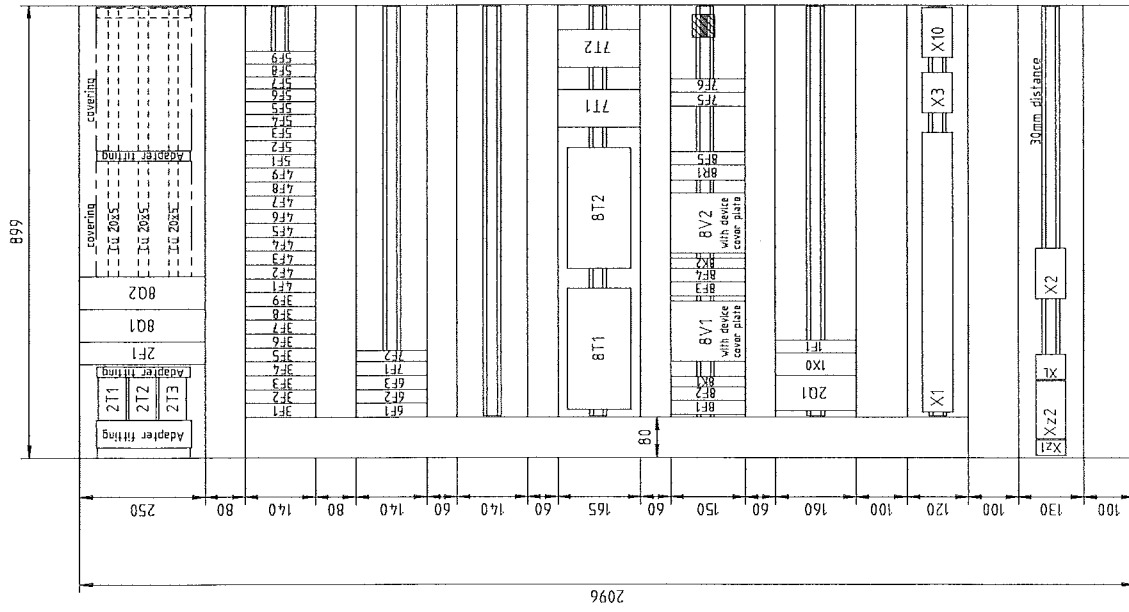 899
covering
covering
Cu 20x5
Cu 20x5
Cu 20x5
Adapter fitting
8Q2
8Q1
2F1
Adapter fitting
2T1
2T2
2T3
Adapter fitting
5F9
5F8
5F7
5F6
5F5
5F4
5F3
5F2
5F1
4F9
4F8
4F7
4F6
4F5
4F4
4F3
4F2
4F1
3F9
3F8
3F7
3F6
3F5
3F4
3F3
3F2
3F1
7F2
7F1
6F3
6F2
6F1
7T2
7T1
8T2
8T1
7F6
7F5
8F5
8R1
8V2
with device
cover plate
8K2
8F4
8F3
8V1
with device
cover plate
8K1
8F2
8F1
1F1
1X0
2Q1
X10
X3
X1
30mm distance
X2
XL
Xz2
Xz1
80
250
80
140
80
140
60
140
60
165
60
150
60
160
100
120
100
130
100
2096